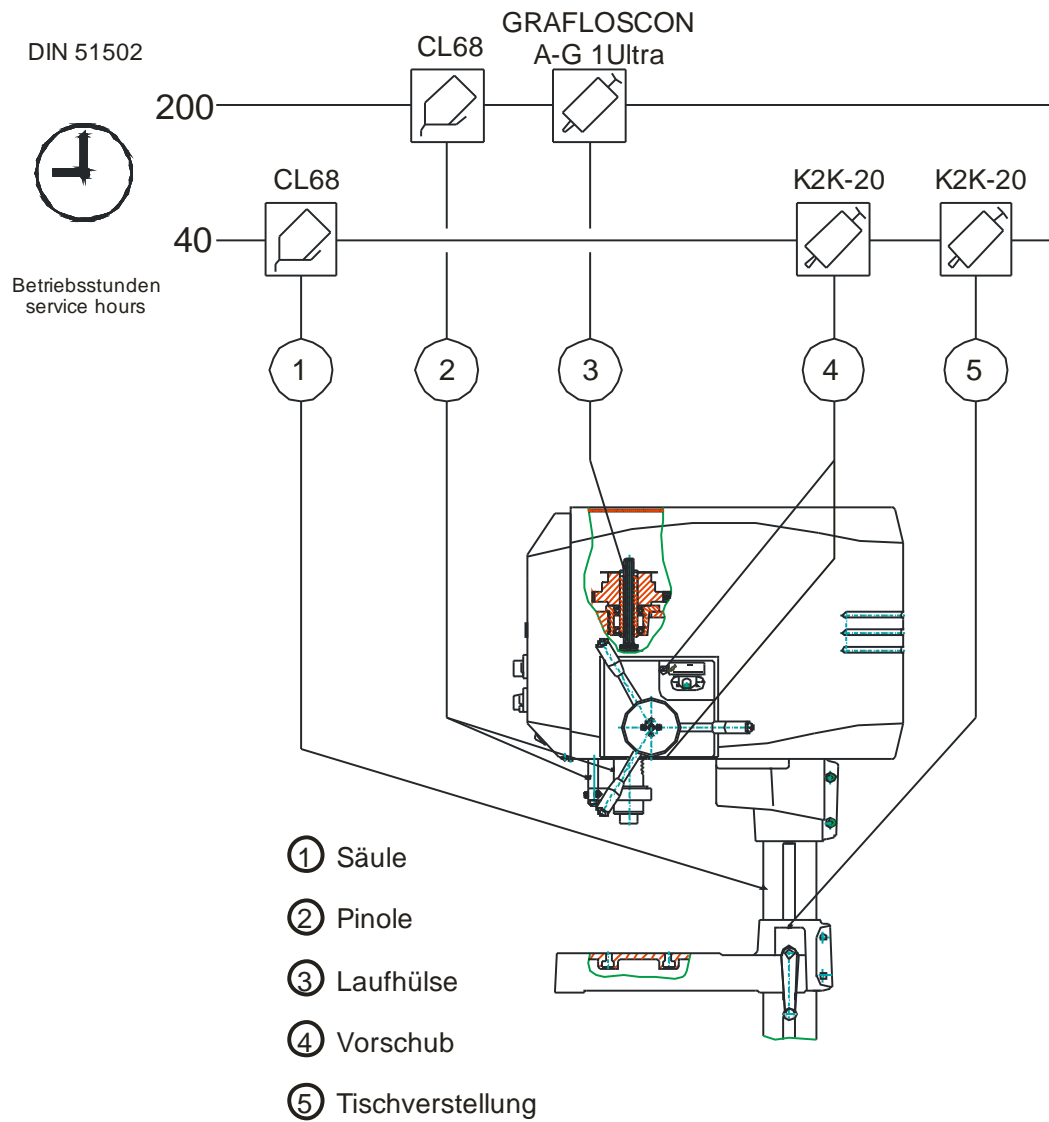 DIN 51502
CL68
GRAFLOSCON
A-G 1Ultra
200
CL68
K2K-20
K2K-20
40
Betriebsstunden
service hours
1
2
3
4
5
1 Säule
2 Pinole
3 Laufhülse
4 Vorschub
5 Tischverstellung